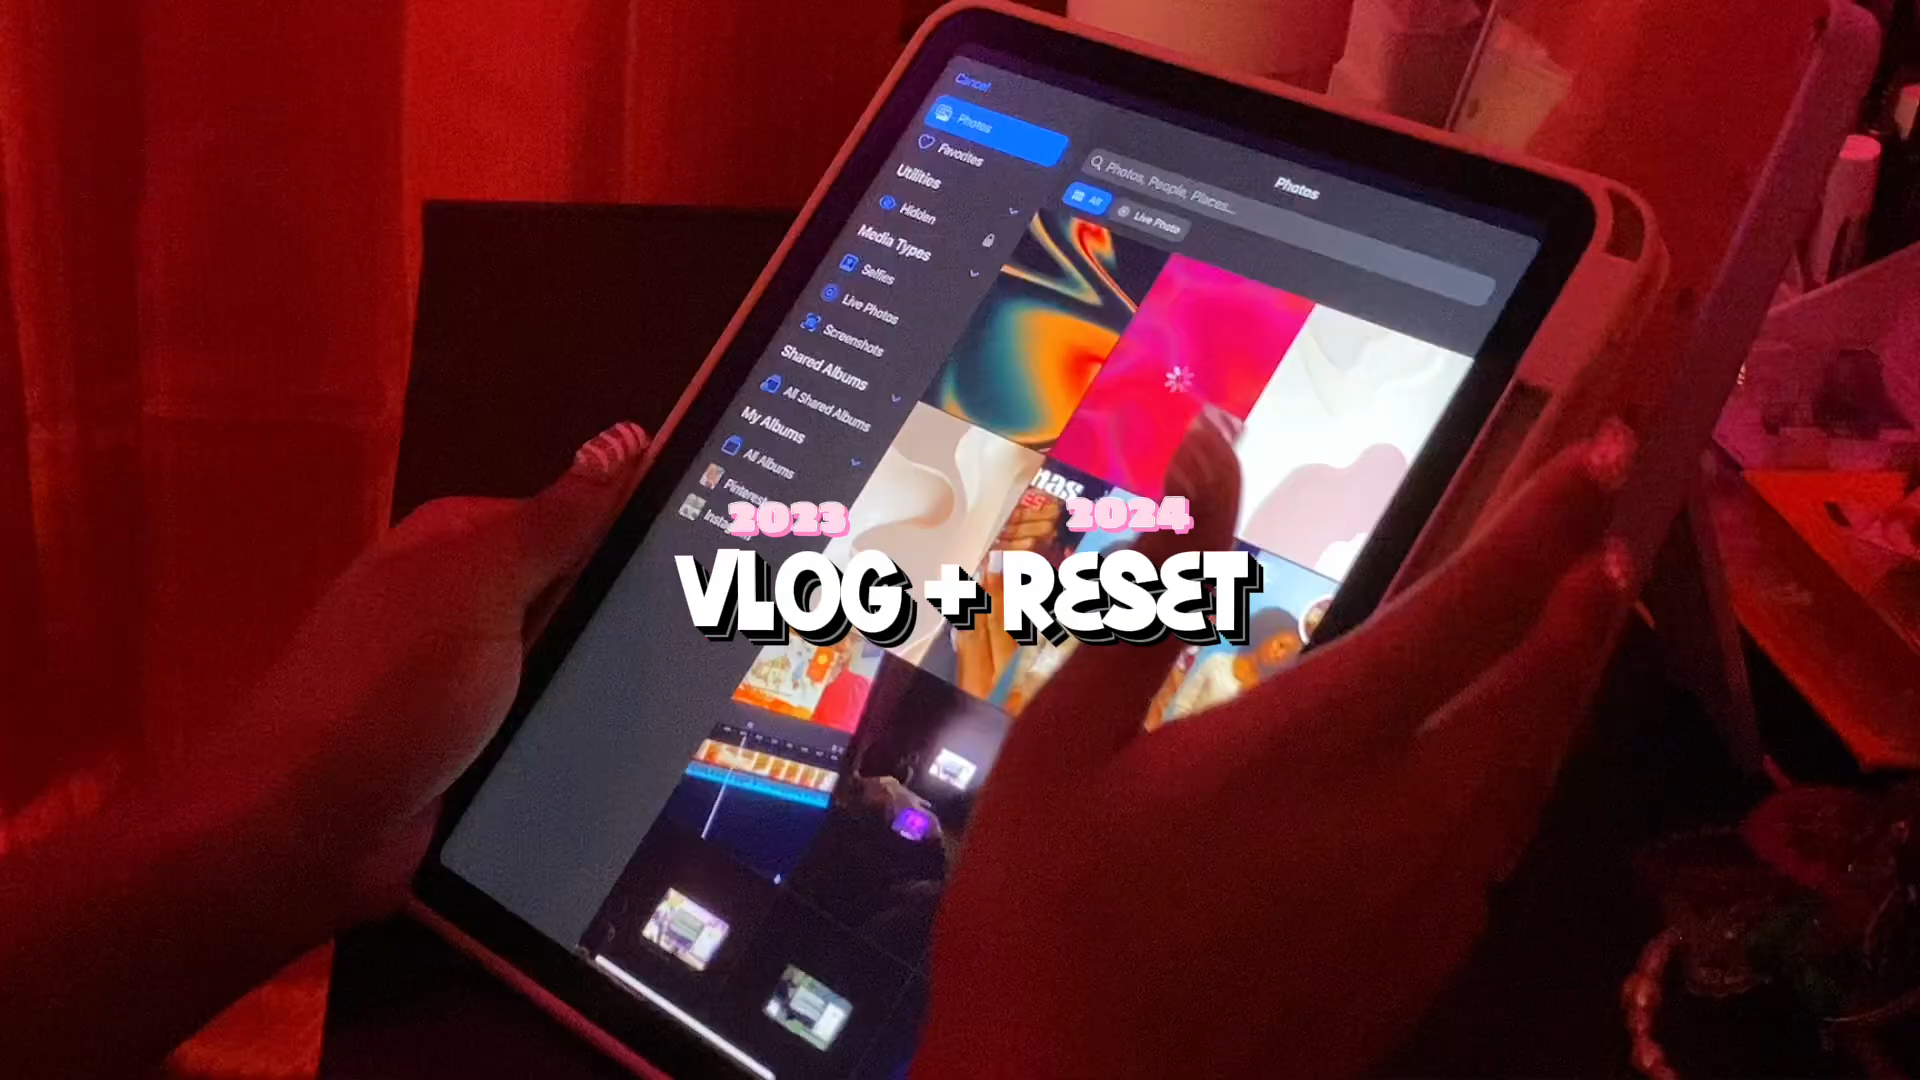 Cancel
Photos
Favorites
Utilities
Hidden
Media Types
Selfies
Live Photos
Screenshots
Shared Albums
All Shared Albums
My Albums
All Albums
Pinterest
Photos
Photos, People, Places...
All
Live Photo
2023 2024
VLOG + RESET